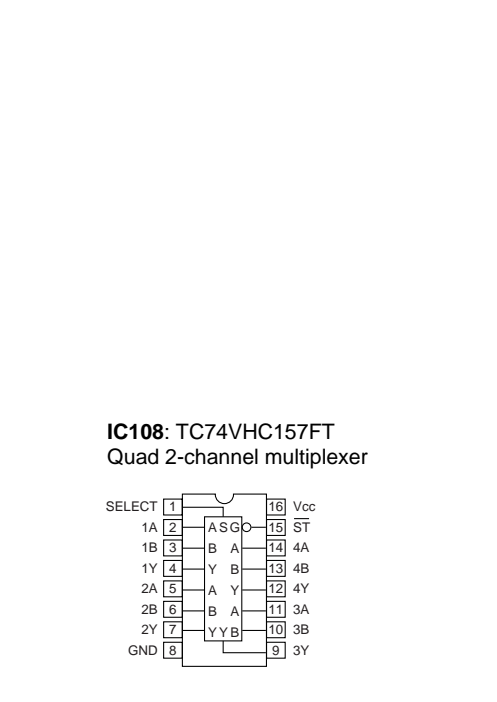 IC108: TC74VHC157FT
Quad 2-channel multiplexer
SELECT 1 16 Vcc
1A 2 A S G 15 ST
1B 3 B A 14 4A
1Y 4 Y B 13 4B
2A 5 A Y 12 4Y
2B 6 B A 11 3A
2Y 7 Y Y B 10 3B
GND 8 9 3Y